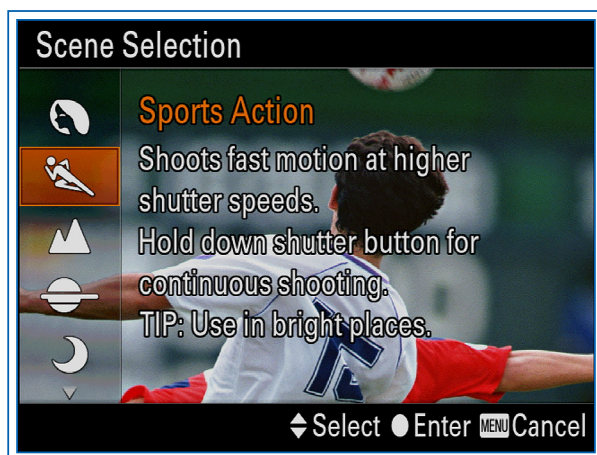 Scene Selection
Sports Action
Shoots fast motion at higher
shutter speeds.
Hold down shutter button for
continuous shooting.
TIP: Use in bright places.
Select Enter MENU Cancel